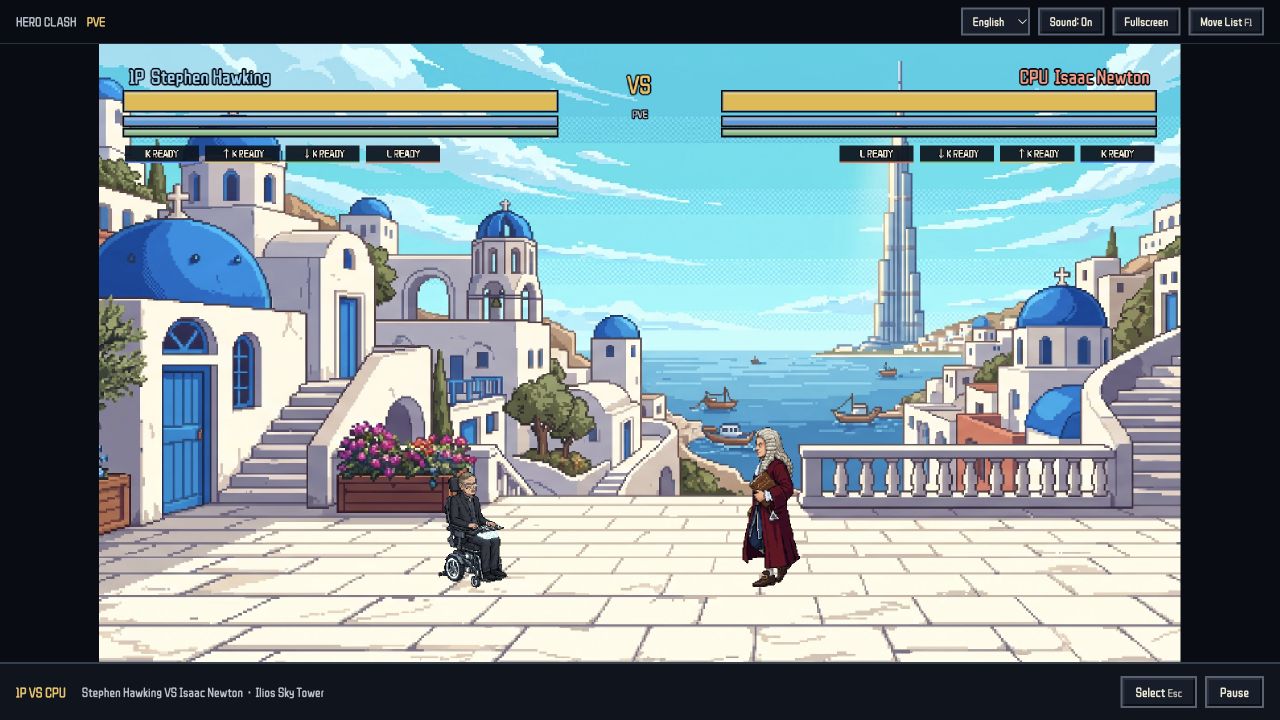 HERO CLASH PVE
English
Sound: On
Fullscreen
Move List F1
1P Stephen Hawking
VS
PVE
CPU Isaac Newton
K READY
↑ K READY
↓ K READY
L READY
L READY
↓ K READY
↑ K READY
K READY
1P VS CPU
Stephen Hawking VS Isaac Newton · Ilios Sky Tower
Select Esc
Pause